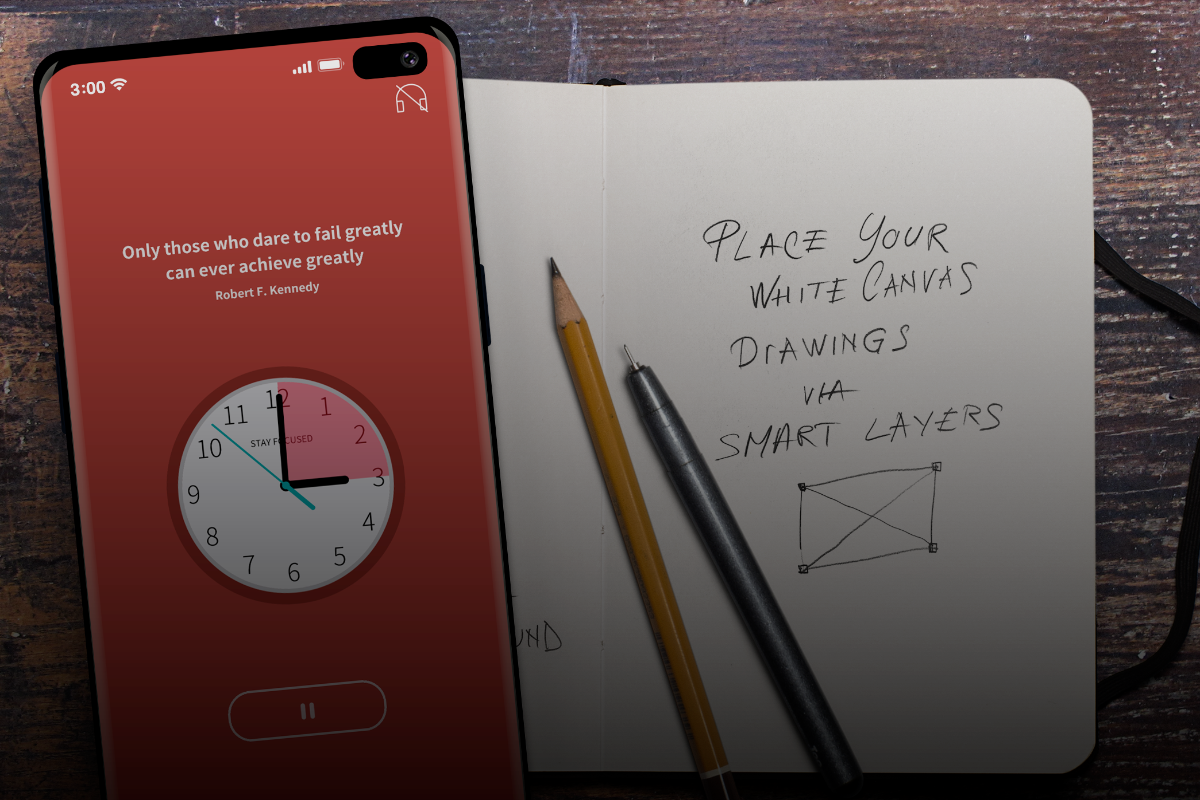 3:00
Only those who dare to fail greatly
can ever achieve greatly
Robert F. Kennedy
12
1
2
3
4
5
6
7
8
9
10
11
STAY FOCUSED
PLACE YOUR
WHITE CANVAS
DrAWINGS
VIA
SMART LAYERS